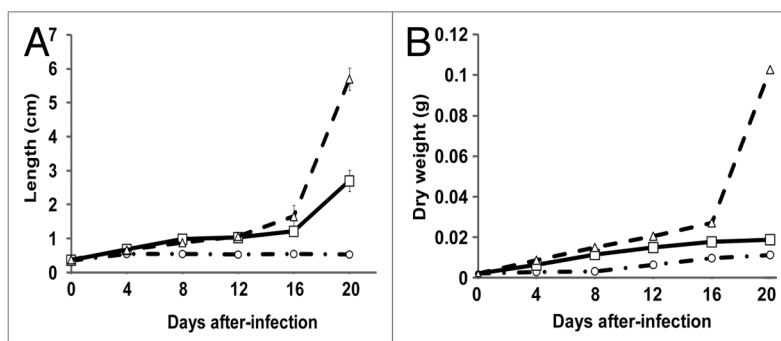 A
7
6
5
4
3
2
1
0
Length (cm)
0 4 8 12 16 20
Days after-infection
B
0.12
0.1
0.08
0.06
0.04
0.02
0
Dry weight (g)
0 4 8 12 16 20
Days after-infection